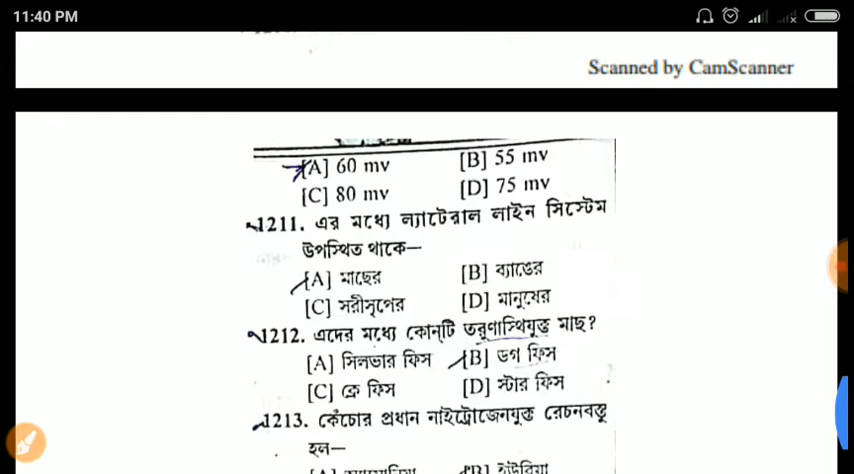 11:40 PM
Scanned by CamScanner
[A] 60 mv [B] 55 mv
[C] 80 mv [D] 75 mv
1211. এর মধ্যে ল্যাটেরাল লাইন সিস্টেম
উপস্থিত থাকে—
[A] মাছের [B] ব্যাঙের
[C] সরীসৃপের [D] মানুষের
1212. এদের মধ্যে কোন্‌টি তরুণাস্থিযুক্ত মাছ?
[A] সিলভার ফিস [B] ডগ ফিস
[C] ক্রে ফিস [D] স্টার ফিস
1213. কেঁচোর প্রধান নাইট্রোজেনযুক্ত রেচনবস্তু
হল—
[B] ইউরিয়া